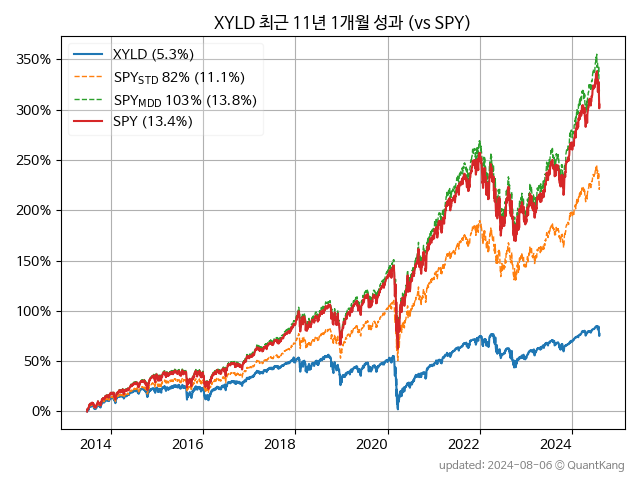 XYLD 최근 11년 1개월 성과 (vs SPY)
XYLD (5.3%)
SPY_STD 82% (11.1%)
SPY_MDD 103% (13.8%)
SPY (13.4%)
350%
300%
250%
200%
150%
100%
50%
0%
2014 2016 2018 2020 2022 2024
updated: 2024-08-06 © QuantKang